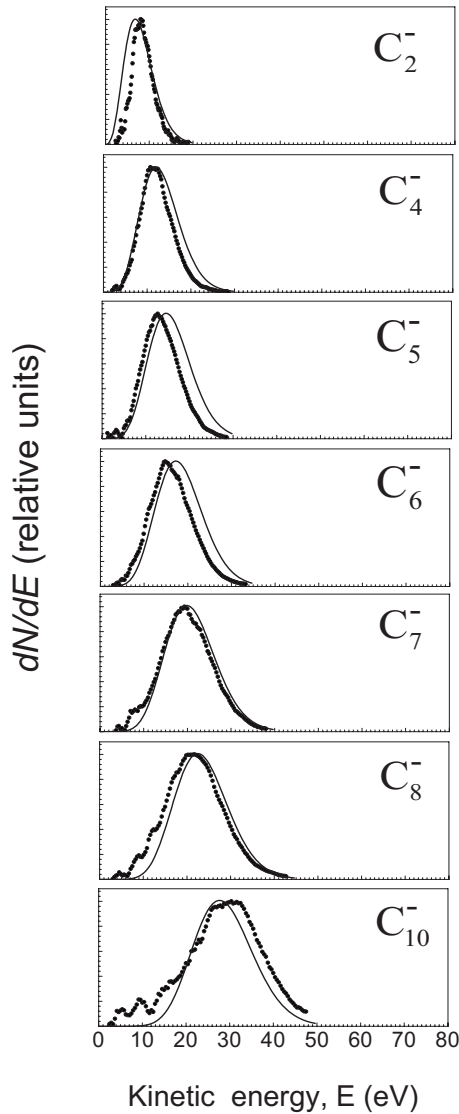 C₂⁻
C₄⁻
C₅⁻
C₆⁻
C₇⁻
C₈⁻
C₁₀⁻
dN/dE (relative units)
0 10 20 30 40 50 60 70 80
Kinetic energy, E (eV)